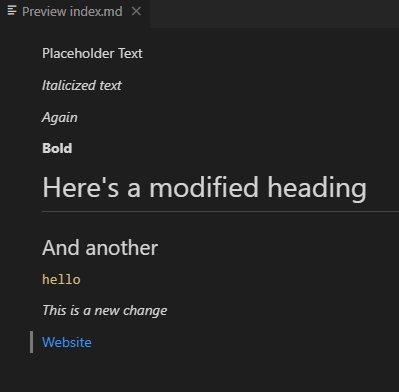 Preview index.md
Placeholder Text
Italicized text
Again
Bold
Here's a modified heading
And another
hello
This is a new change
Website